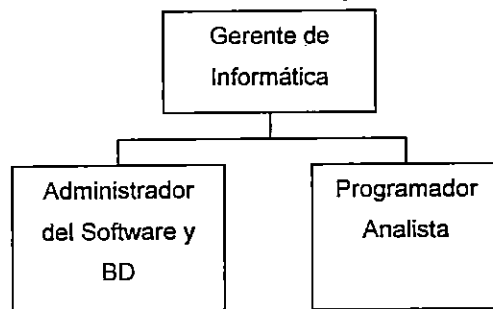 Gerente de
Informática
Administrador
del Software y
BD
Programador
Analista